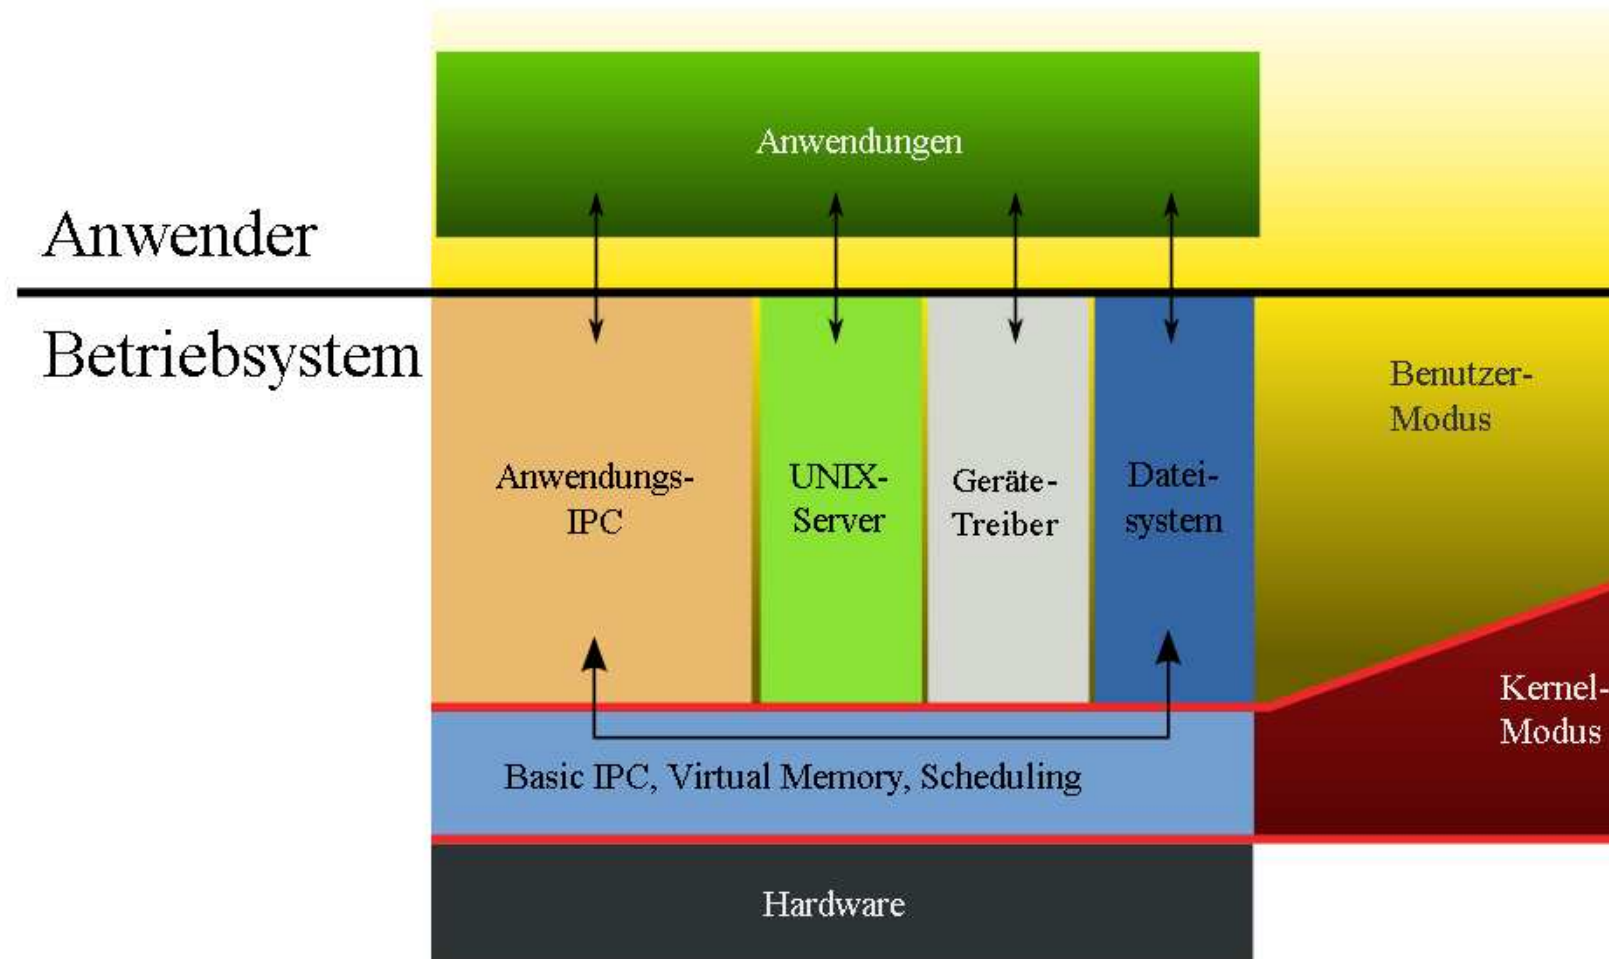 Anwendungen
Anwender
Betriebsystem
Anwendungs-
IPC
UNIX-
Server
Geräte-
Treiber
Datei-
system
Benutzer-
Modus
Kernel-
Modus
Basic IPC, Virtual Memory, Scheduling
Hardware